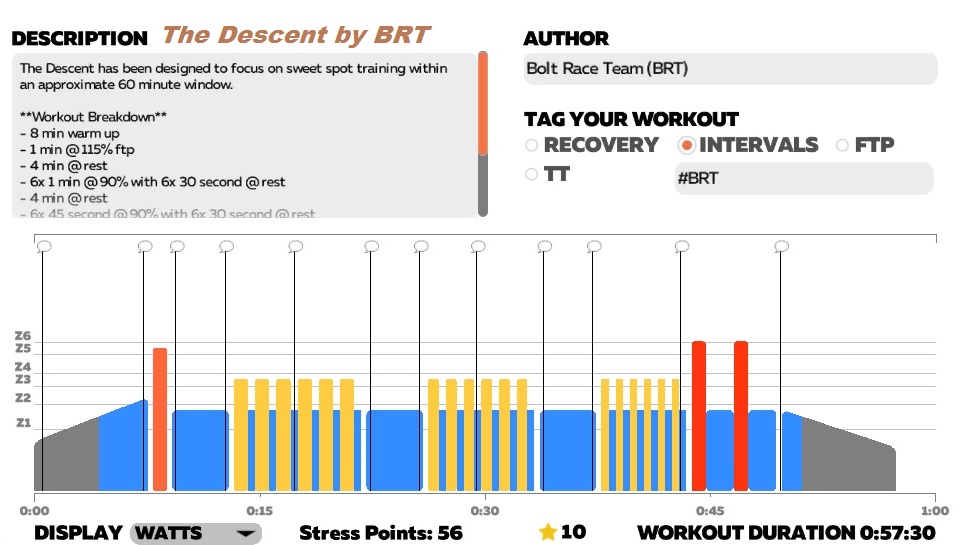 DESCRIPTION The Descent by BRT
The Descent has been designed to focus on sweet spot training within
an approximate 60 minute window.
**Workout Breakdown**
- 8 min warm up
- 1 min @ 115% ftp
- 4 min @ rest
- 6x 1 min @ 90% with 6x 30 second @ rest
- 4 min @ rest
- 6x 45 second @ 90% with 6x 30 second @ rest
AUTHOR
Bolt Race Team (BRT)
TAG YOUR WORKOUT
RECOVERY INTERVALS FTP
TT #BRT
Z6
Z5
Z4
Z3
Z2
Z1
0:00 0:15 0:30 0:45 1:00
DISPLAY WATTS Stress Points: 56 10 WORKOUT DURATION 0:57:30